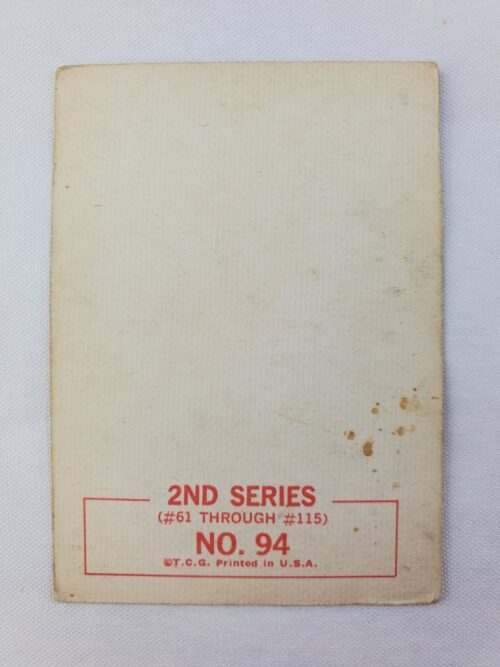 2ND SERIES
(#61 THROUGH #115)
NO. 94
©T.C.G. Printed in U.S.A.